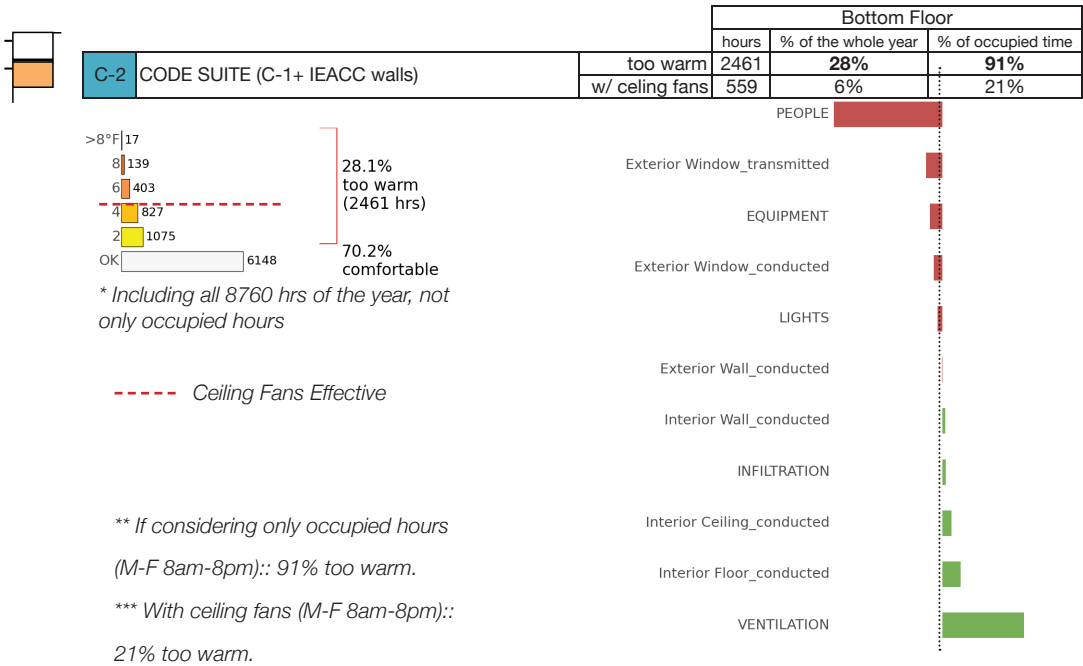 Bottom Floor
hours % of the whole year % of occupied time
C-2 CODE SUITE (C-1+ IEACC walls) too warm 2461 28% 91%
w/ celing fans 559 6% 21%
>8°F 17
8 139
6 403
4 827
2 1075
OK 6148
28.1%
too warm
(2461 hrs)
70.2%
comfortable
* Including all 8760 hrs of the year, not
only occupied hours
Ceiling Fans Effective
** If considering only occupied hours
(M-F 8am-8pm):: 91% too warm.
*** With ceiling fans (M-F 8am-8pm)::
21% too warm.
PEOPLE
Exterior Window_transmitted
EQUIPMENT
Exterior Window_conducted
LIGHTS
Exterior Wall_conducted
Interior Wall_conducted
INFILTRATION
Interior Ceiling_conducted
Interior Floor_conducted
VENTILATION